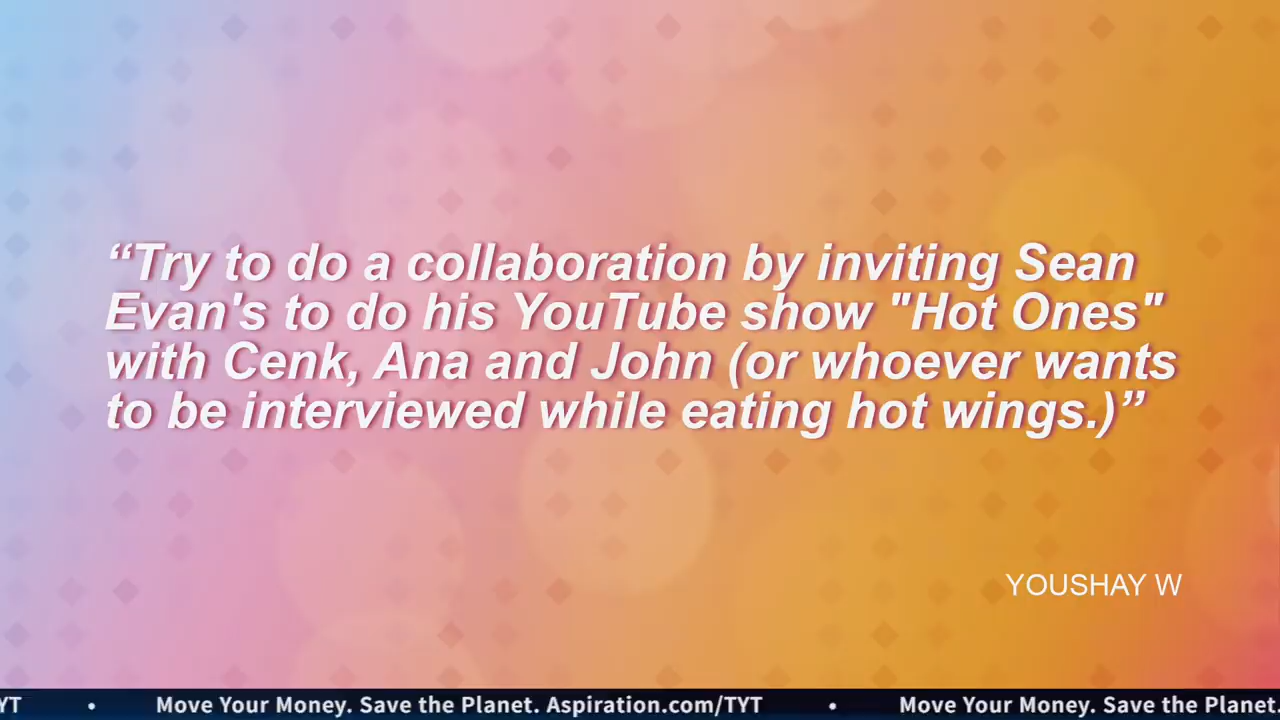 “Try to do a collaboration by inviting Sean
Evan's to do his YouTube show "Hot Ones"
with Cenk, Ana and John (or whoever wants
to be interviewed while eating hot wings.)”
YOUSHAY W
YT • Move Your Money. Save the Planet. Aspiration.com/TYT • Move Your Money. Save the Planet.